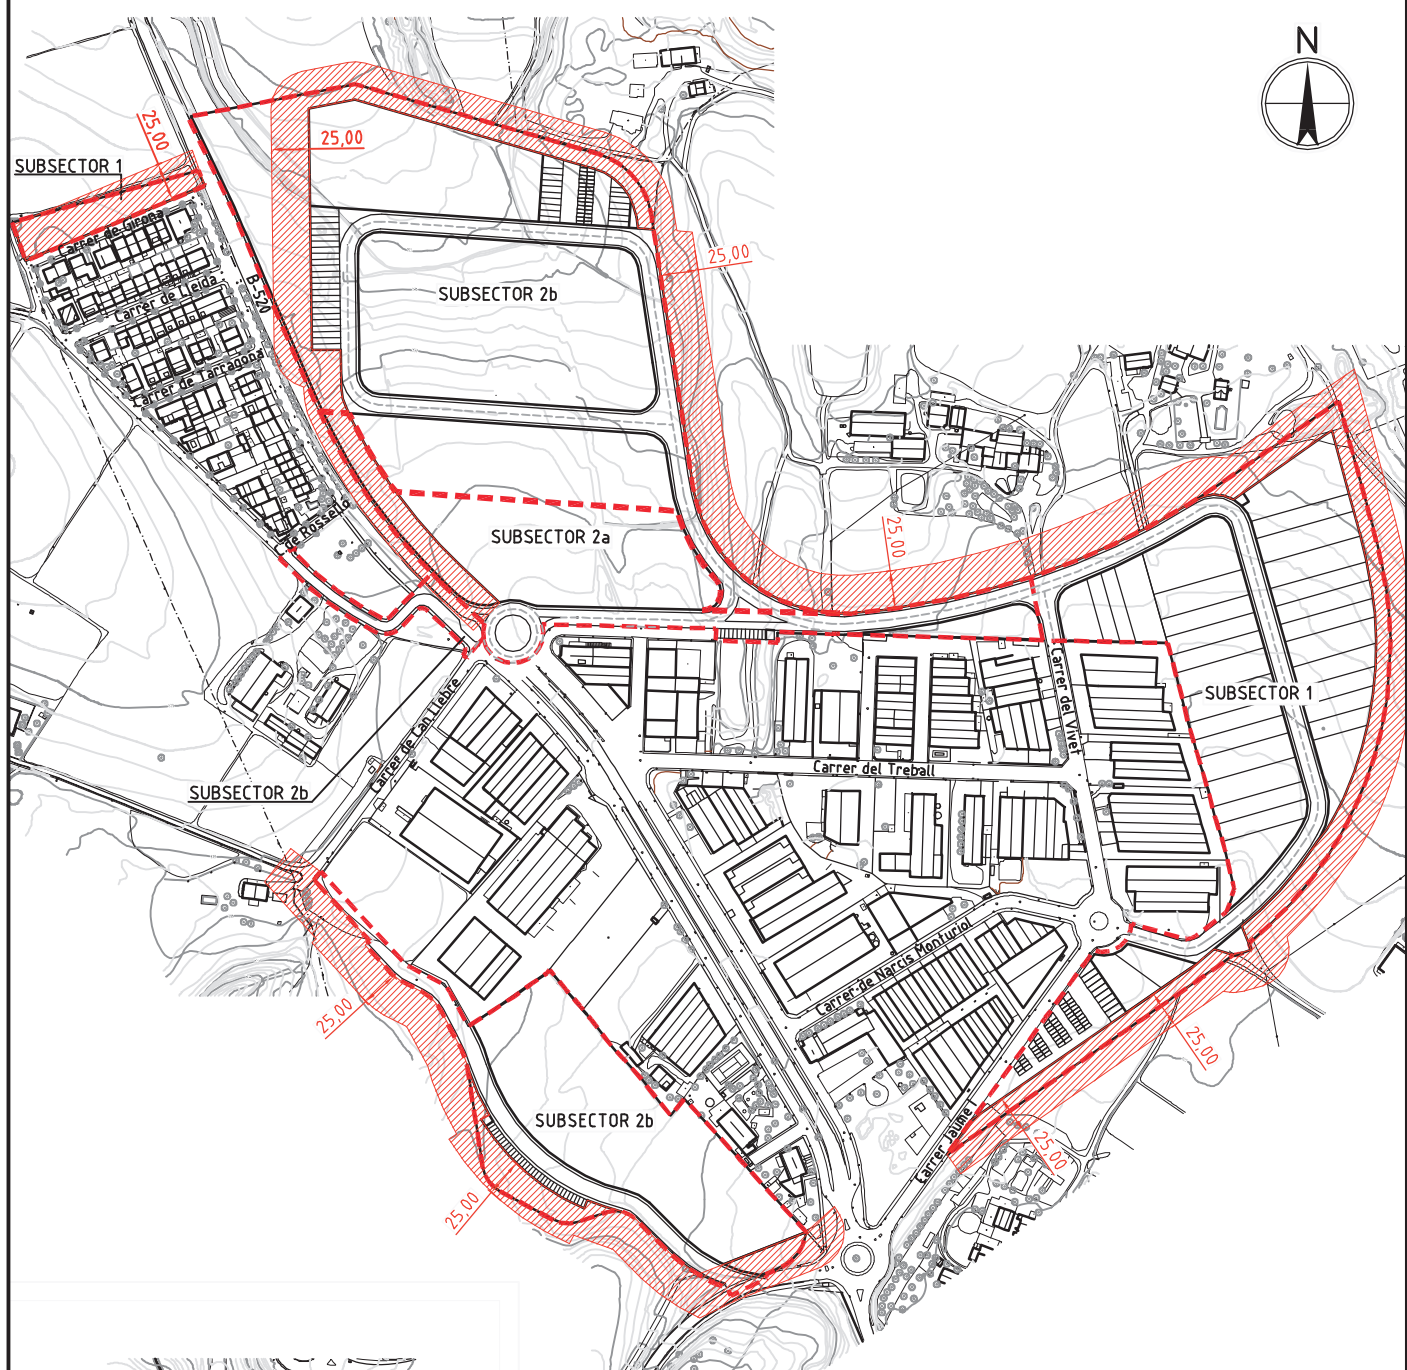 N
25,00
SUBSECTOR 1
25,00
Carrer de Girona
25,00
B-520
Carrer de Lleida
SUBSECTOR 2b
Carrer de Tarragona
C. de Rosselló
SUBSECTOR 2a
25,00
Carrer del Vivet
SUBSECTOR 1
Carrer de Can Llebre
Carrer del Treball
SUBSECTOR 2b
Carrer de Narcis Monturiol
25,00
25,00
SUBSECTOR 2b
Carrer Jaume I
25,00
25,00